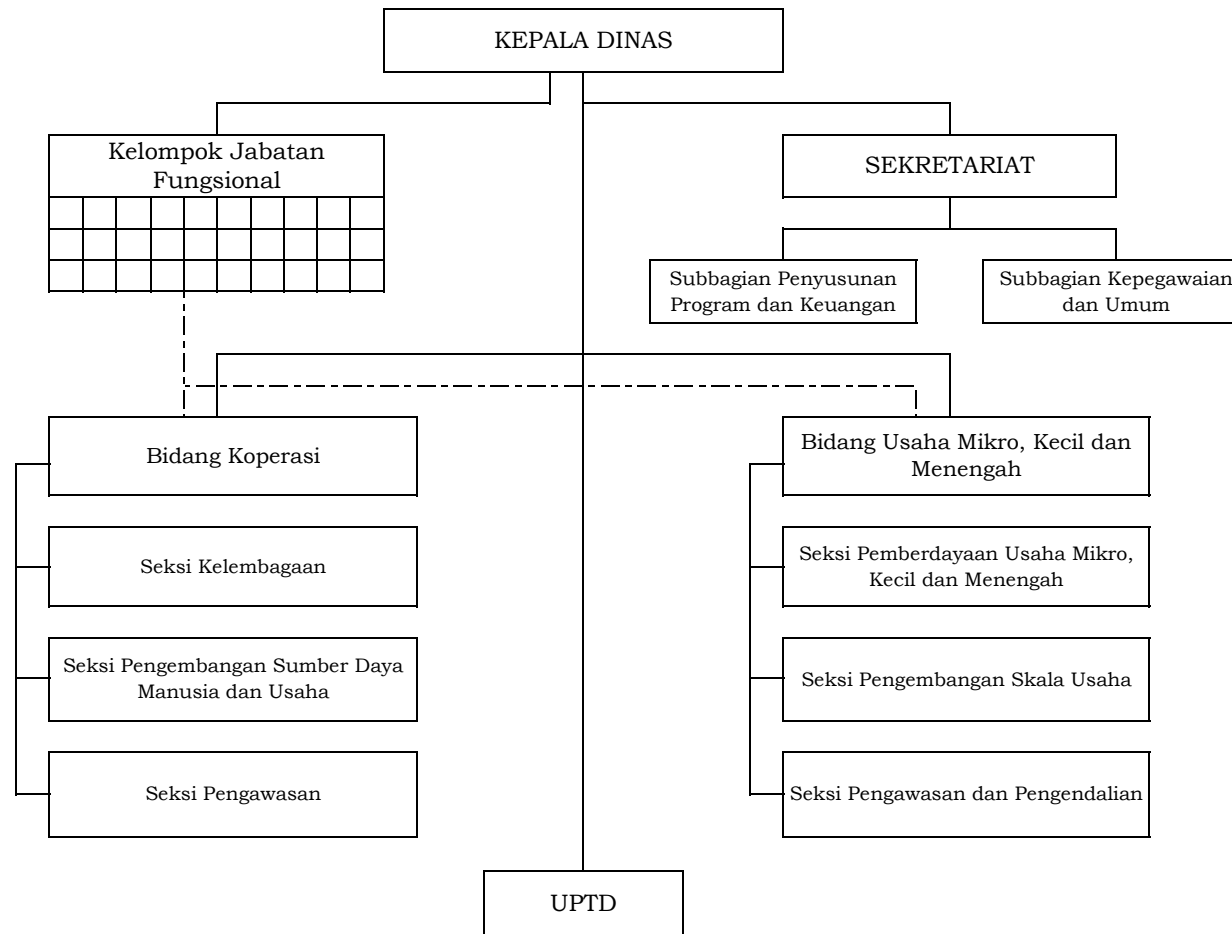 KEPALA DINAS
Kelompok Jabatan
Fungsional
SEKRETARIAT
Subbagian Penyusunan
Program dan Keuangan
Subbagian Kepegawaian
dan Umum
Bidang Koperasi
Bidang Usaha Mikro, Kecil dan
Menengah
Seksi Kelembagaan
Seksi Pemberdayaan Usaha Mikro,
Kecil dan Menengah
Seksi Pengembangan Sumber Daya
Manusia dan Usaha
Seksi Pengembangan Skala Usaha
Seksi Pengawasan
Seksi Pengawasan dan Pengendalian
UPTD